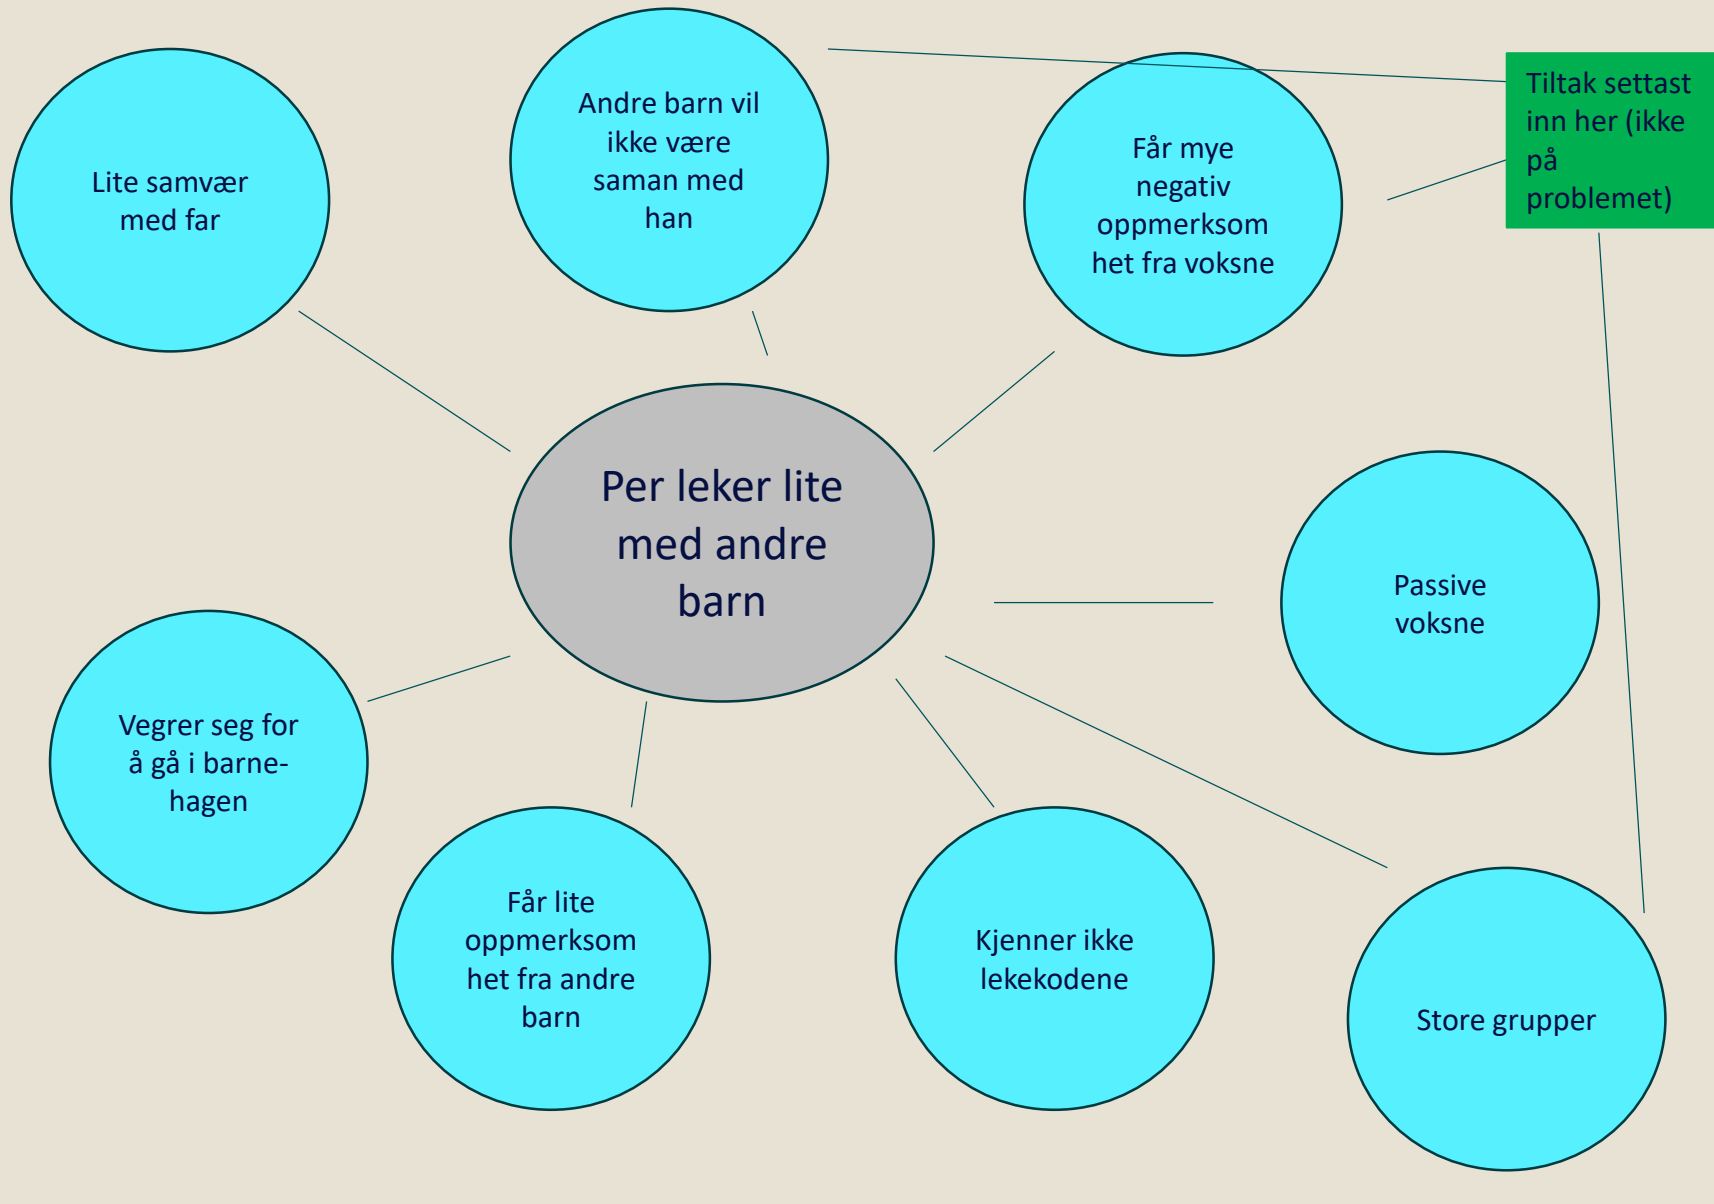 Lite samvær
med far
Andre barn vil
ikke være
saman med
han
Får mye
negativ
oppmerksom
het fra voksne
Tiltak settast
inn her (ikke
på
problemet)
Per leker lite
med andre
barn
Passive
voksne
Vegrer seg for
å gå i barne-
hagen
Får lite
oppmerksom
het fra andre
barn
Kjenner ikke
lekekodene
Store grupper